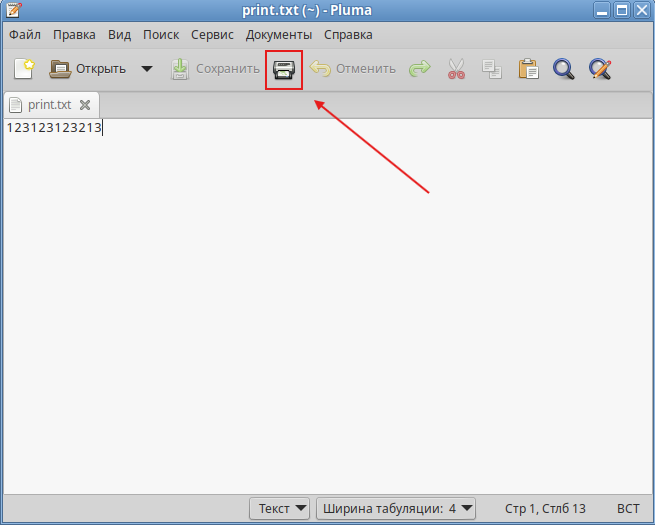 print.txt (~) - Pluma
Файл Правка Вид Поиск Сервис Документы Справка
Открыть Сохранить Отменить
print.txt
123123123213
Текст Ширина табуляции: 4 Стр 1, Стлб 13 ВСТ